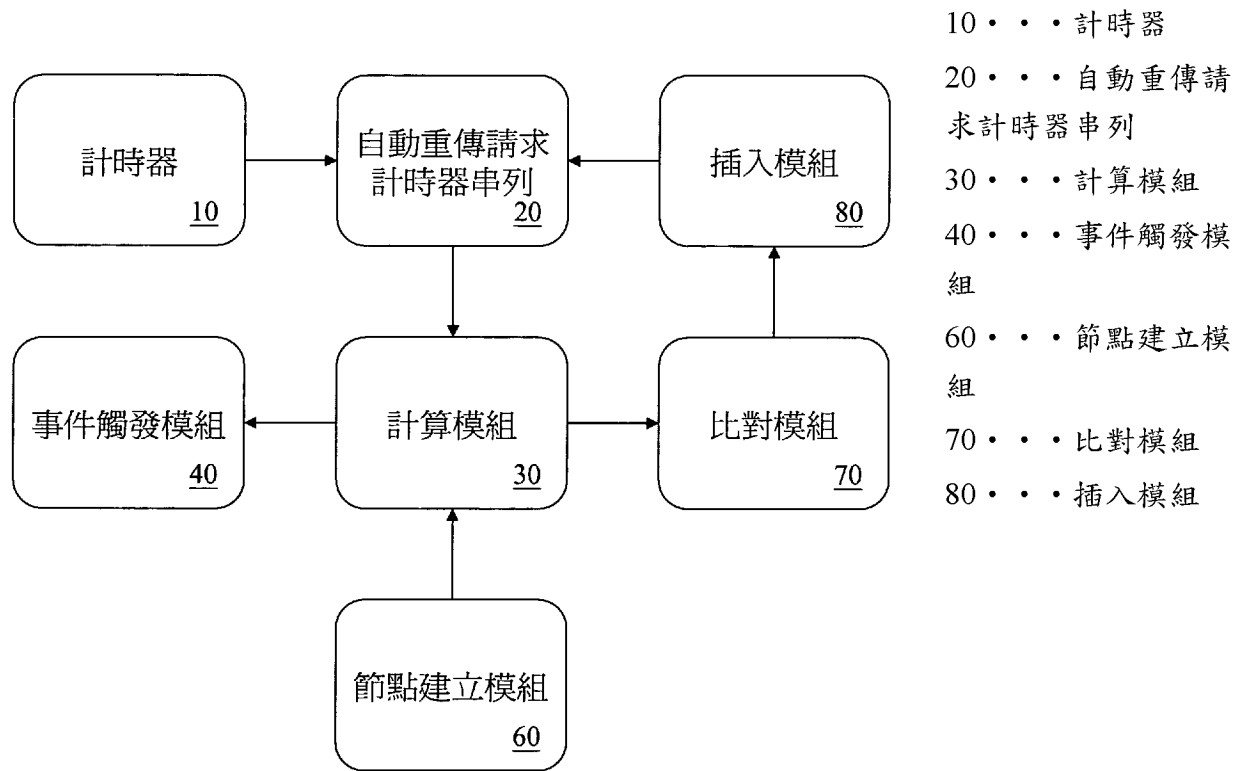 計時器
10
自動重傳請求
計時器串列
20
插入模組
80
事件觸發模組
40
計算模組
30
比對模組
70
節點建立模組
60
10・・・計時器
20・・・自動重傳請
求計時器串列
30・・・計算模組
40・・・事件觸發模
組
60・・・節點建立模
組
70・・・比對模組
80・・・插入模組